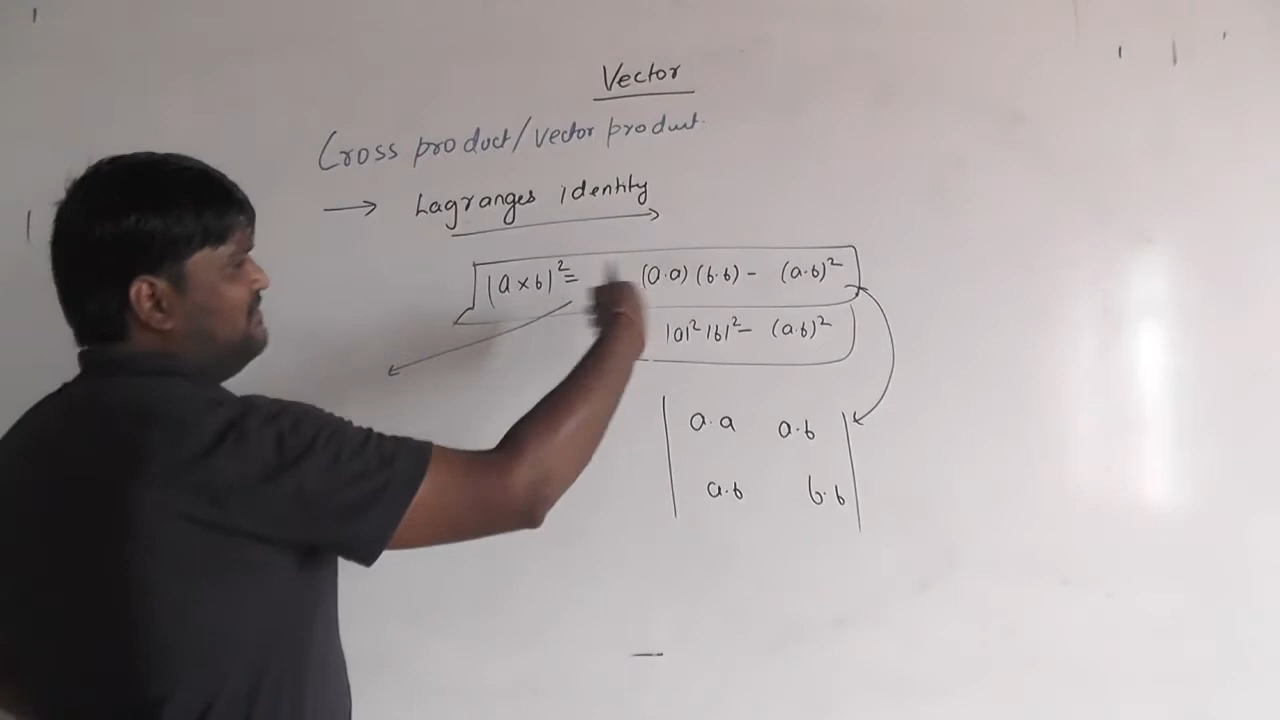 Vector
Cross product/vector product.
→ Lagranges identity
|a×b|² = (a.a) (b.b) - (a.b)²
|a|² |b|² - (a.b)²
| a.a a.b |
| a.b b.b |